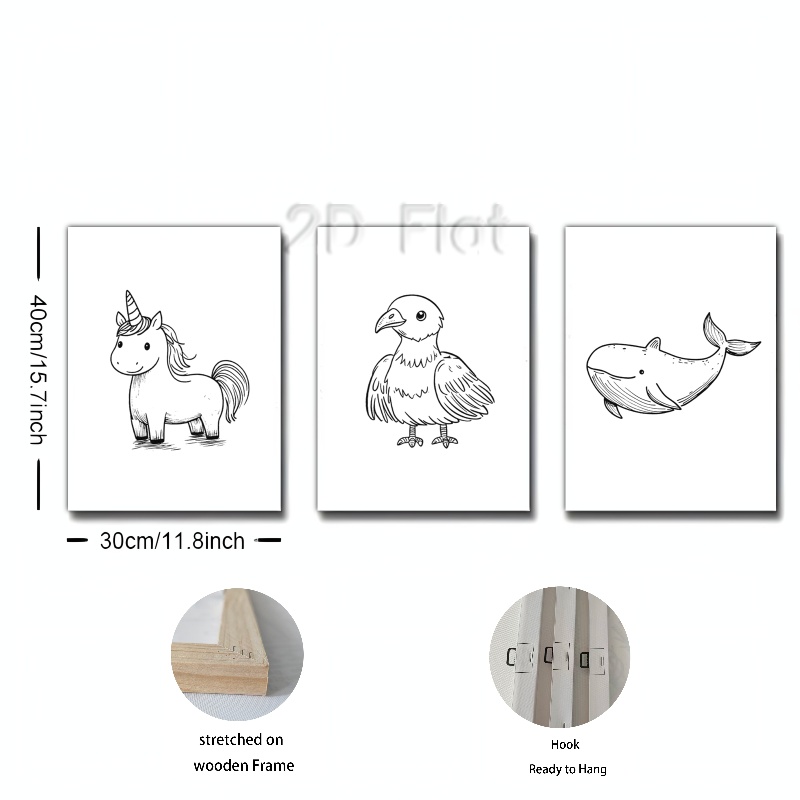 2D Flat
40cm/15.7inch
30cm/11.8inch
stretched on
wooden Frame
Hook
Ready to Hang